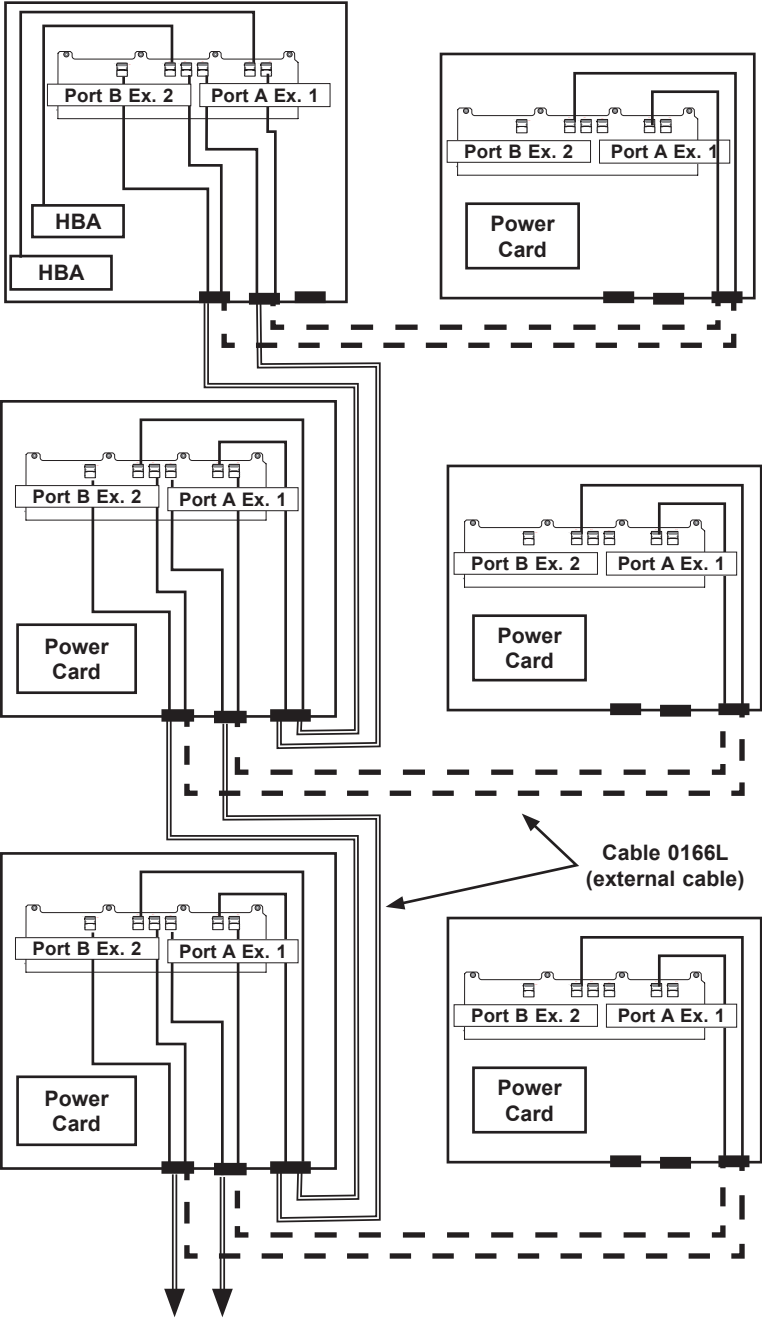 Port B Ex. 2
Port A Ex. 1
HBA
HBA
Port B Ex. 2
Port A Ex. 1
Power
Card
Port B Ex. 2
Port A Ex. 1
Power
Card
Port B Ex. 2
Port A Ex. 1
Power
Card
Cable 0166L
(external cable)
Port B Ex. 2
Port A Ex. 1
Power
Card
Port B Ex. 2
Port A Ex. 1
Power
Card